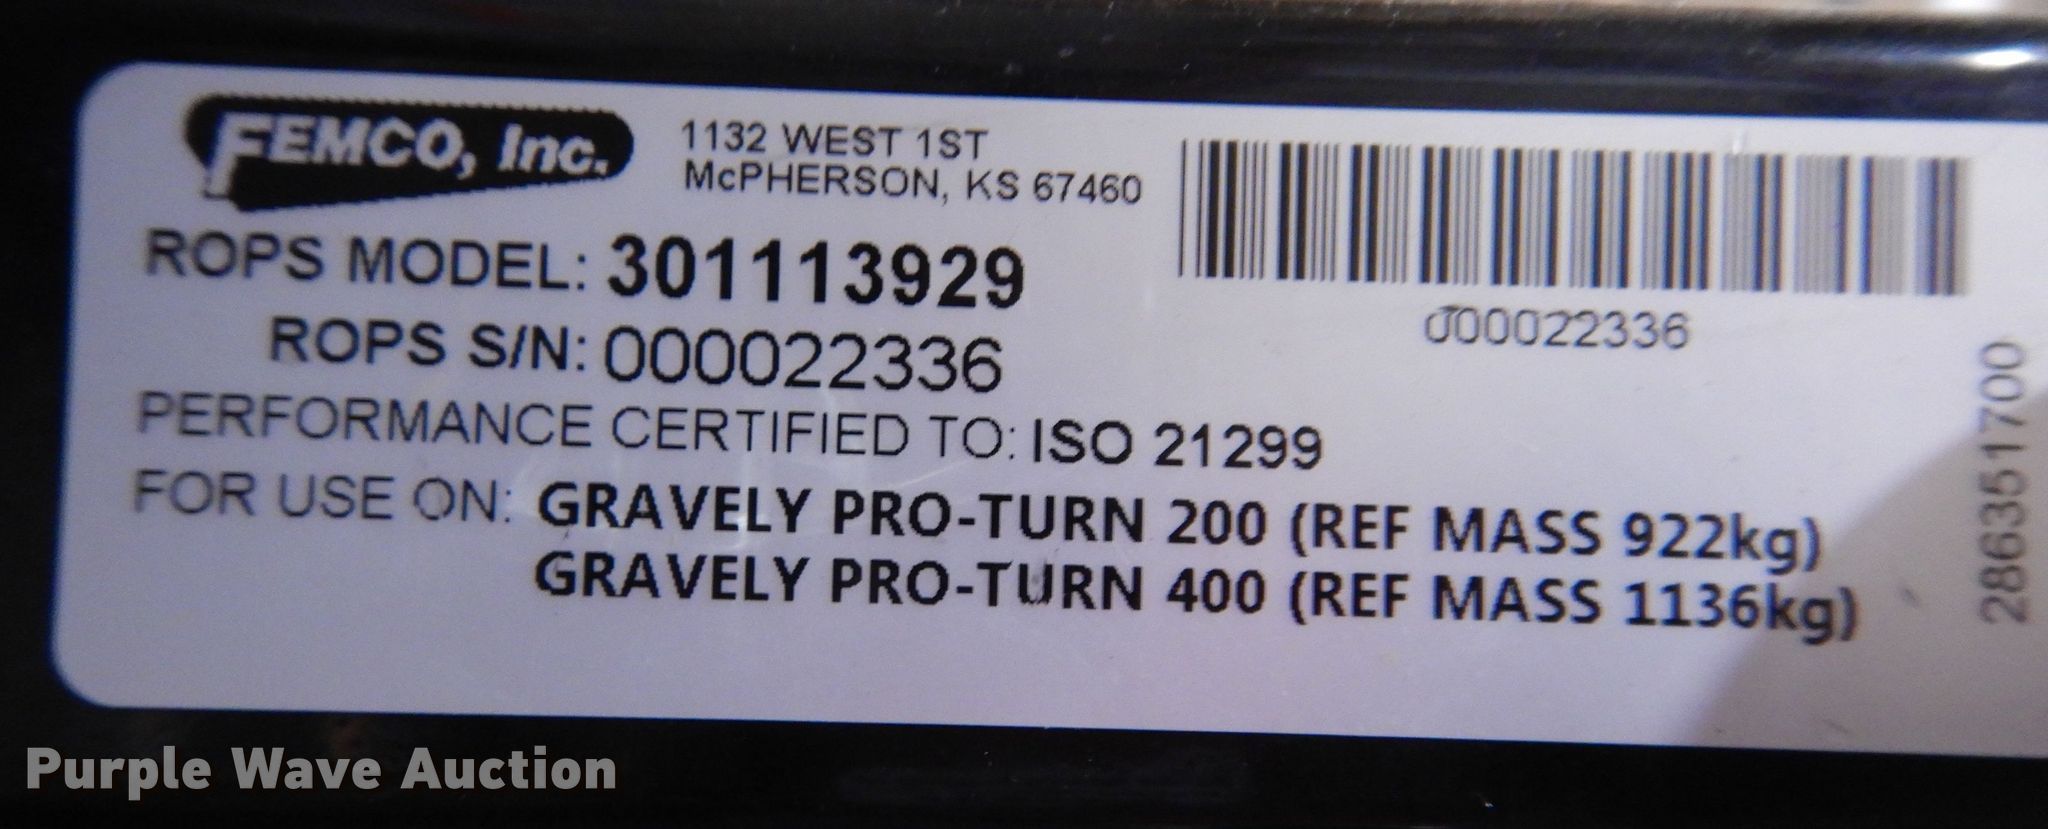 FEMCO, Inc.
1132 WEST 1ST
McPHERSON, KS 67460
ROPS MODEL: 301113929
ROPS S/N: 000022336
PERFORMANCE CERTIFIED TO: ISO 21299
FOR USE ON: GRAVELY PRO-TURN 200 (REF MASS 922kg)
GRAVELY PRO-TURN 400 (REF MASS 1136kg)
000022336
286351700
Purple Wave Auction